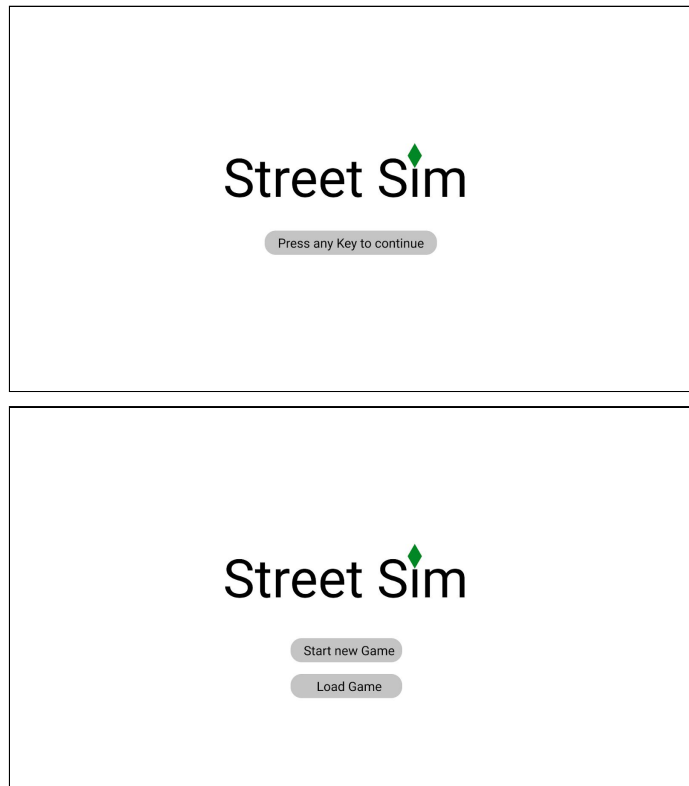 Street Sim
Press any Key to continue
Street Sim
Start new Game
Load Game